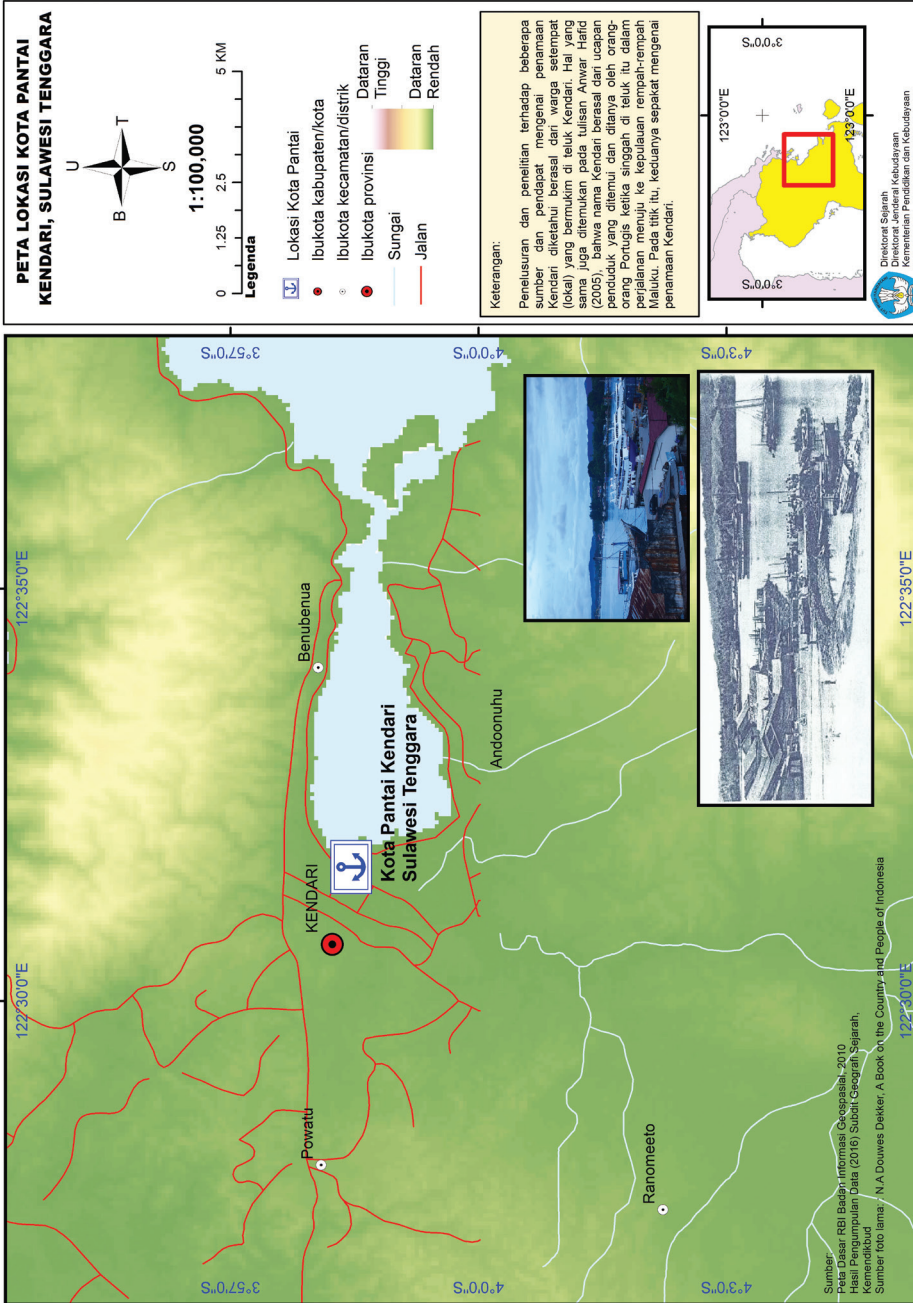 PETA LOKASI KOTA PANTAI
KENDARI, SULAWESI TENGGARA
U
B
T
S
1:100,000
0 1.25 2.5 5 KM
Legenda
Lokasi Kota Pantai
Ibukota kabupaten/kota
Ibukota kecamatan/distrik
Ibukota provinsi
Sungai
Jalan
Dataran
Tinggi
Dataran
Rendah
Keterangan:
Penelusuran dan penelitian terhadap beberapa
sumber dan pendapat mengenai penamaan
Kendari diketahui berasal dari warga setempat
(lokal) yang bermukim di teluk Kendari. Hal yang
sama juga ditemukan pada tulisan Anwar Hafid
(2005), bahwa nama Kendari berasal dari ucapan
penduduk yang ditemui dan ditanya oleh orang-
orang Portugis ketika singgah di teluk itu dalam
perjalanan menuju ke kepulauan rempah-rempah
Maluku. Pada titik itu, keduanya sepakat mengenai
penamaan Kendari.
123°0'0"E
3°0'0"S
3°0'0"S
123°0'0"E
Direktorat Sejarah
Direktorat Jenderal Kebudayaan
Kementerian Pendidikan dan Kebudayaan
122°30'0"E
122°35'0"E
3°57'0"S
3°57'0"S
4°0'0"S
4°0'0"S
4°3'0"S
4°3'0"S
122°30'0"E
122°35'0"E
Powatu
KENDARI
Benubenua
Kota Pantai Kendari
Sulawesi Tenggara
Andoonuhu
Ranomeeto
Sumber:
Peta Dasar RBI Badan Informasi Geospasial, 2010
Hasil Pengumpulan Data (2016) Subdit Geografi Sejarah,
Kemendikbud
Sumber foto lama: : N.A Douwes Dekker, A Book on the Country and People of Indonesia